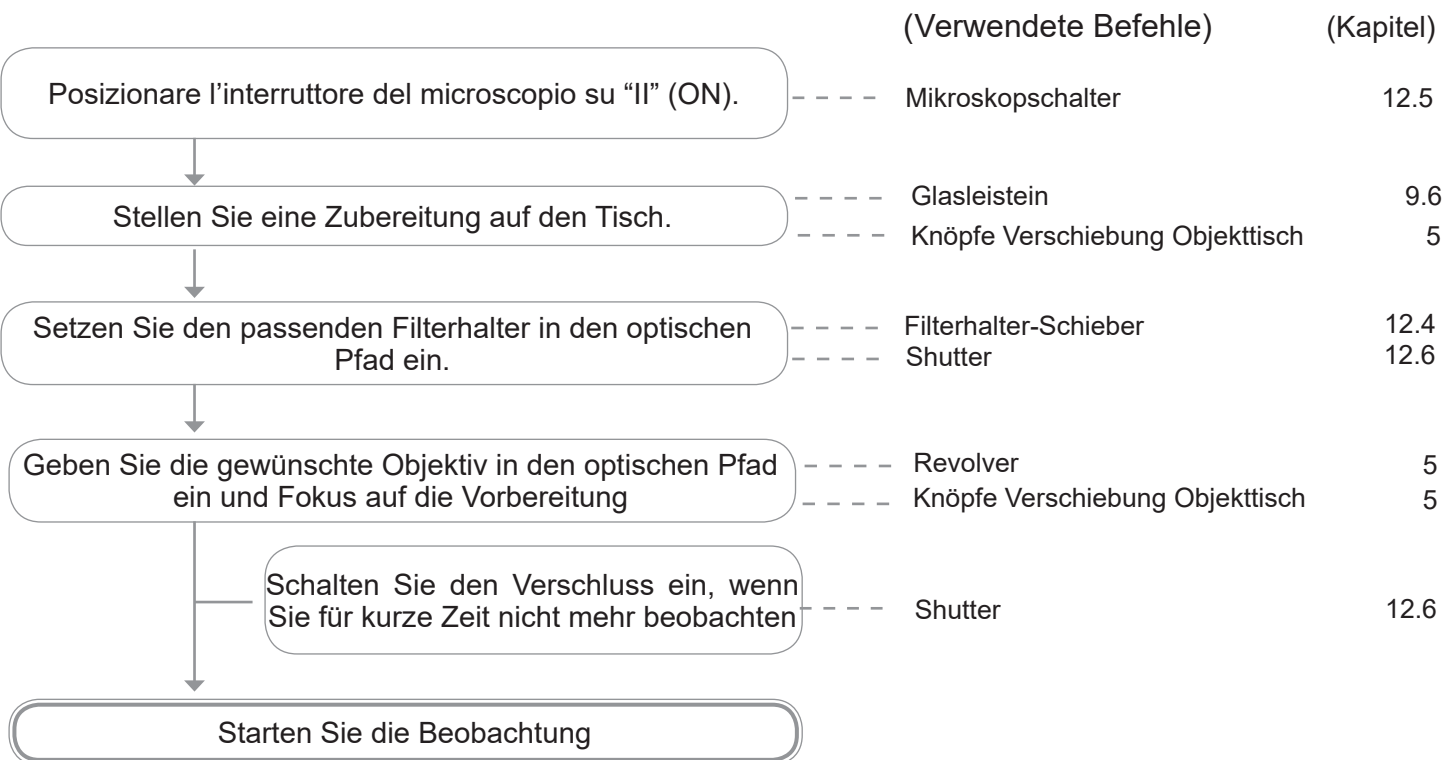 (Verwendete Befehle) (Kapitel)
Posizionare l’interruttore del microscopio su “II” (ON). Mikroskopschalter 12.5
Stellen Sie eine Zubereitung auf den Tisch.
Glasleistein 9.6
Knöpfe Verschiebung Objekttisch 5
Setzen Sie den passenden Filterhalter in den optischen
Pfad ein.
Filterhalter-Schieber 12.4
Shutter 12.6
Geben Sie die gewünschte Objektiv in den optischen Pfad
ein und Fokus auf die Vorbereitung
Revolver 5
Knöpfe Verschiebung Objekttisch 5
Schalten Sie den Verschluss ein, wenn
Sie für kurze Zeit nicht mehr beobachten
Shutter 12.6
Starten Sie die Beobachtung